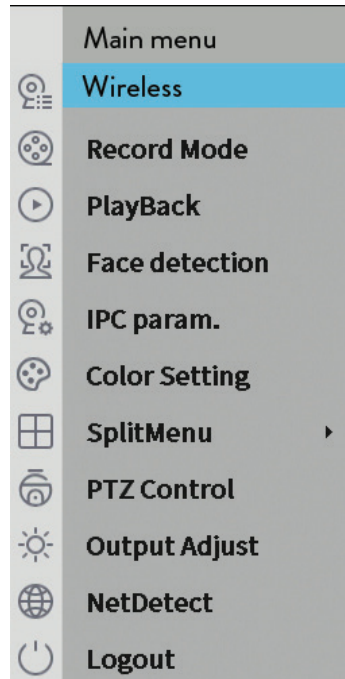 Main menu
Wireless
Record Mode
PlayBack
Face detection
IPC param.
Color Setting
SplitMenu
PTZ Control
Output Adjust
NetDetect
Logout